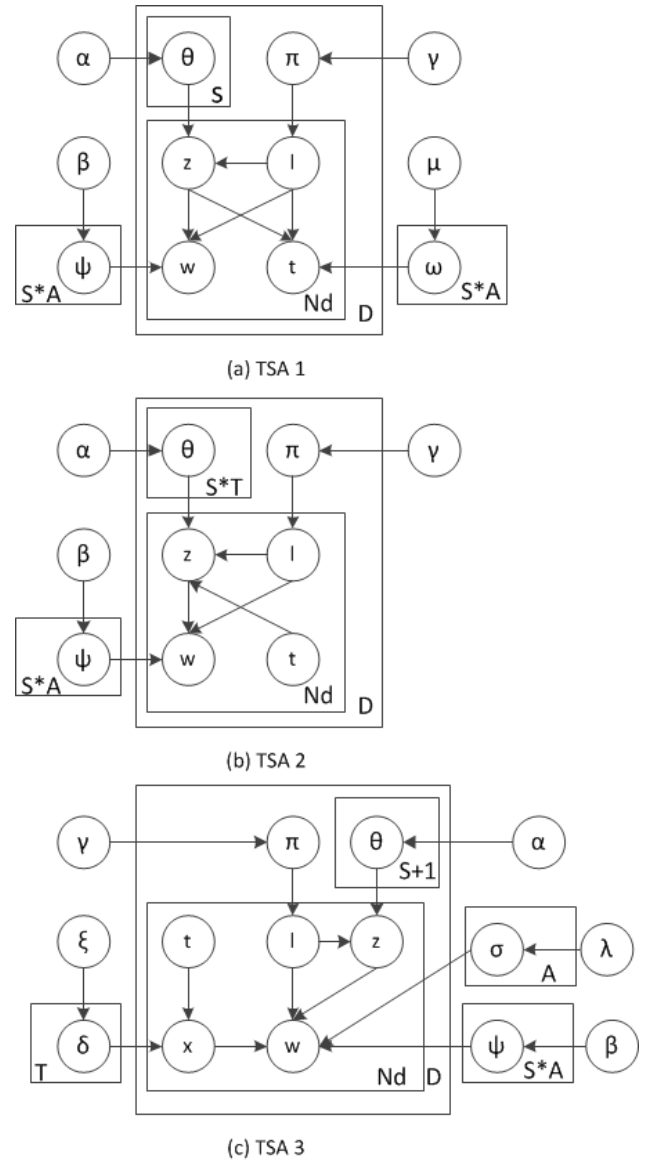 α θ π γ
S
β z l μ
ψ w t ω
S*A Nd D S*A
(a) TSA 1
α θ π γ
S*T
β z l
ψ w t
S*A Nd D
(b) TSA 2
γ π θ α
S+1
ξ t l z σ λ
A
δ x w ψ β
T Nd D S*A
(c) TSA 3